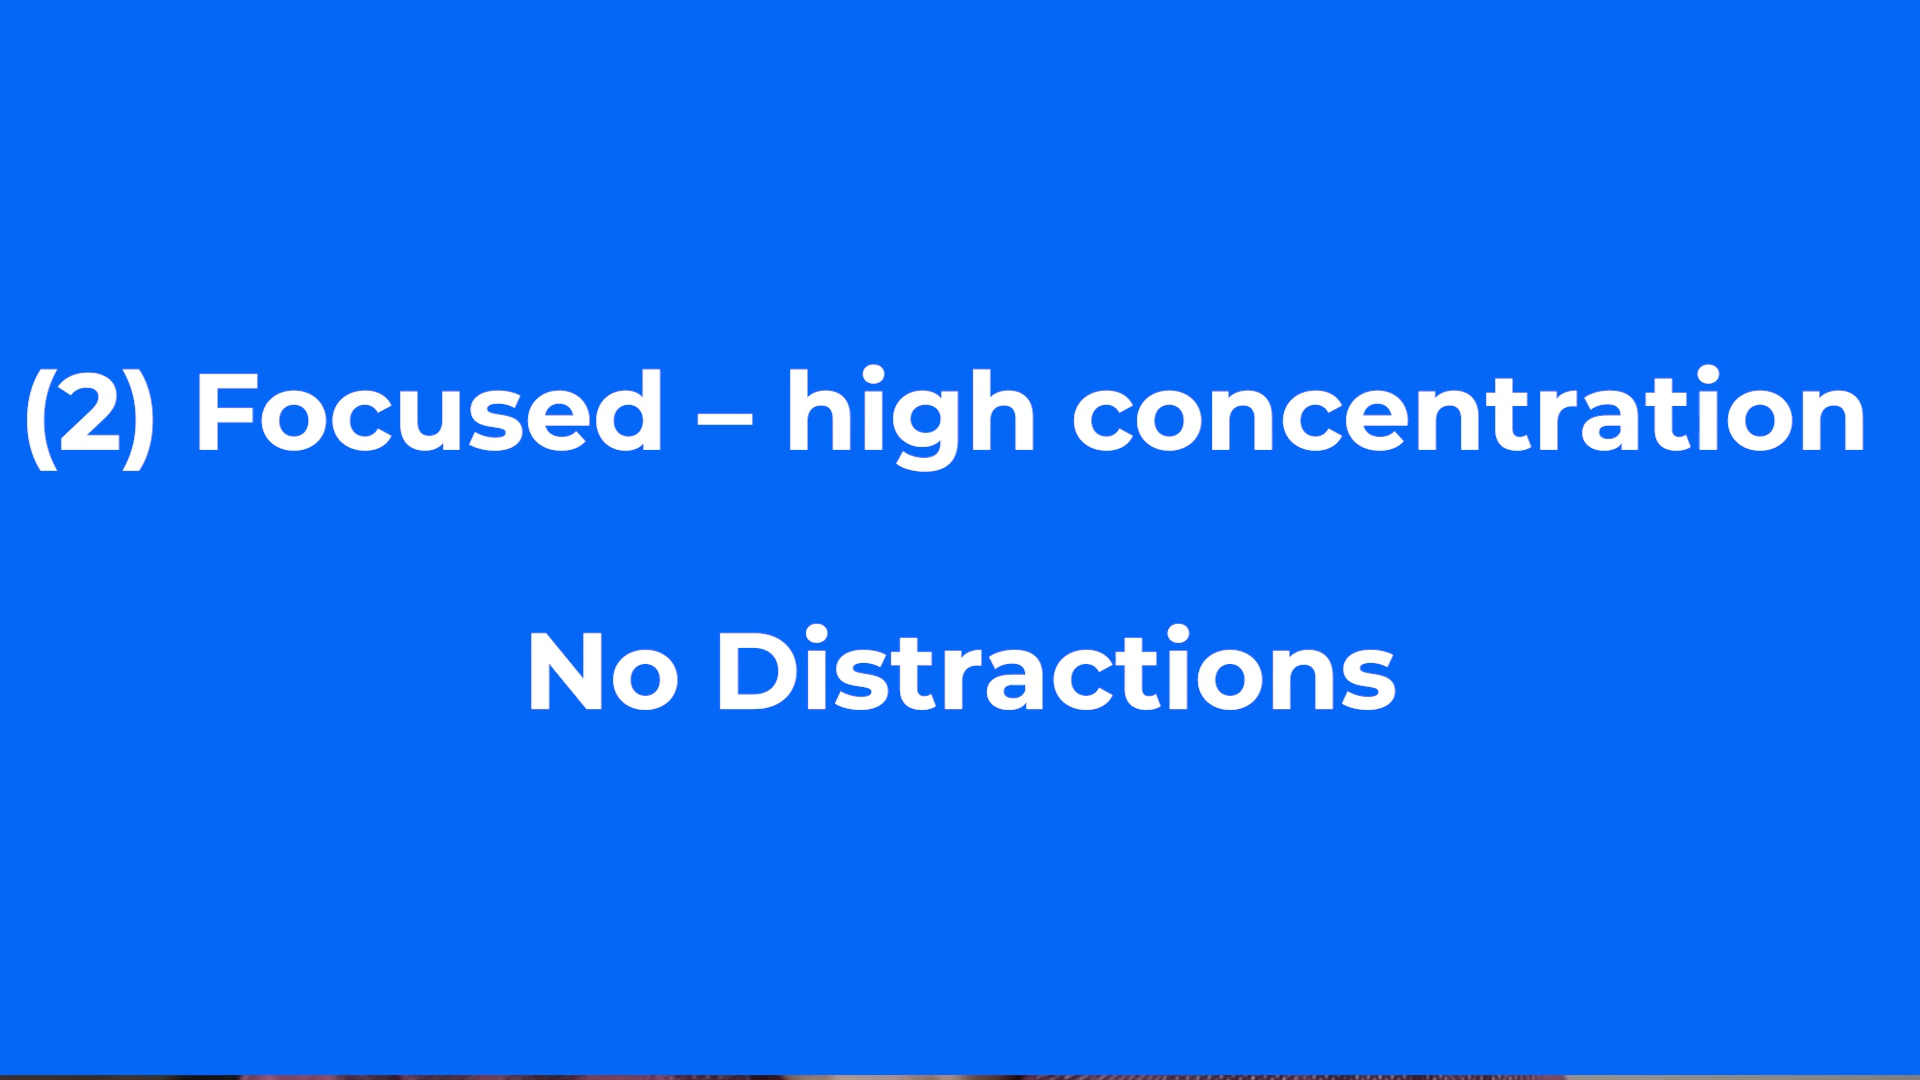 (2) Focused – high concentration
No Distractions